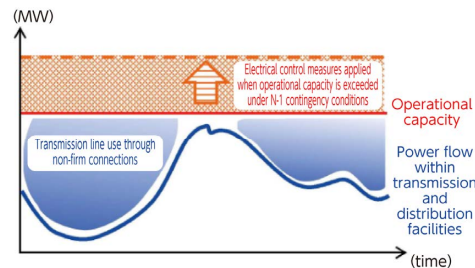 (MW)
Electrical control measures applied
when operational capacity is exceeded
under N-1 contingency conditions
Operational
capacity
Transmission line use through
non-firm connections
Power flow
within
transmission
and
distribution
facilities
(time)